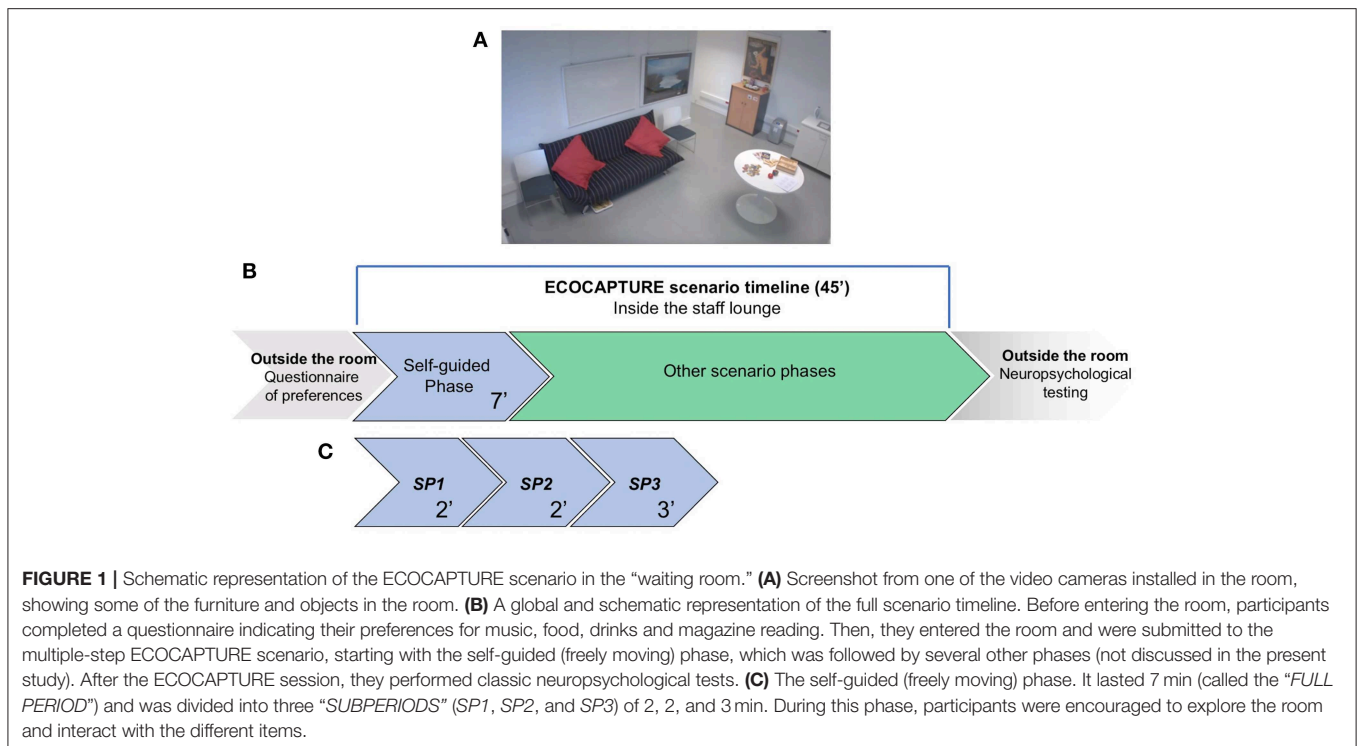 A
B
ECOCAPTURE scenario timeline (45’)
Inside the staff lounge
Outside the room
Questionnaire
of preferences
Self-guided
Phase
7’
Other scenario phases
Outside the room
Neuropsychological
testing
C
SP1
2’
SP2
2’
SP3
3’
FIGURE 1 | Schematic representation of the ECOCAPTURE scenario in the “waiting room.” (A) Screenshot from one of the video cameras installed in the room,
showing some of the furniture and objects in the room. (B) A global and schematic representation of the full scenario timeline. Before entering the room, participants
completed a questionnaire indicating their preferences for music, food, drinks and magazine reading. Then, they entered the room and were submitted to the
multiple-step ECOCAPTURE scenario, starting with the self-guided (freely moving) phase, which was followed by several other phases (not discussed in the present
study). After the ECOCAPTURE session, they performed classic neuropsychological tests. (C) The self-guided (freely moving) phase. It lasted 7 min (called the “FULL
PERIOD”) and was divided into three “SUBPERIODS” (SP1, SP2, and SP3) of 2, 2, and 3 min. During this phase, participants were encouraged to explore the room
and interact with the different items.